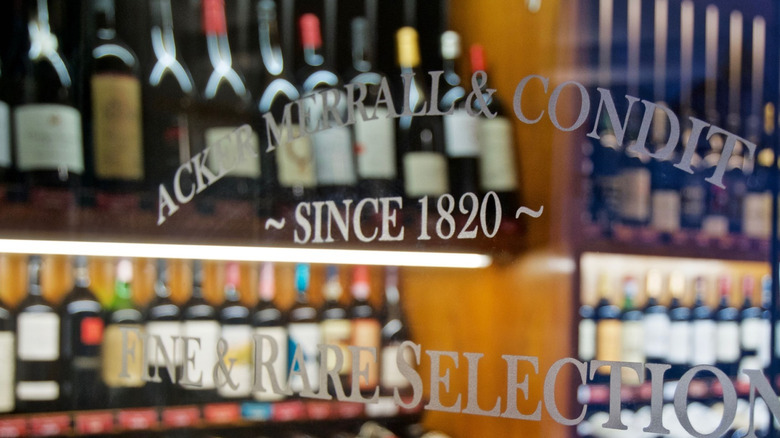 ACKER MERRALL & CONDIT
~ SINCE 1820 ~
FINE & RARE SELECTION